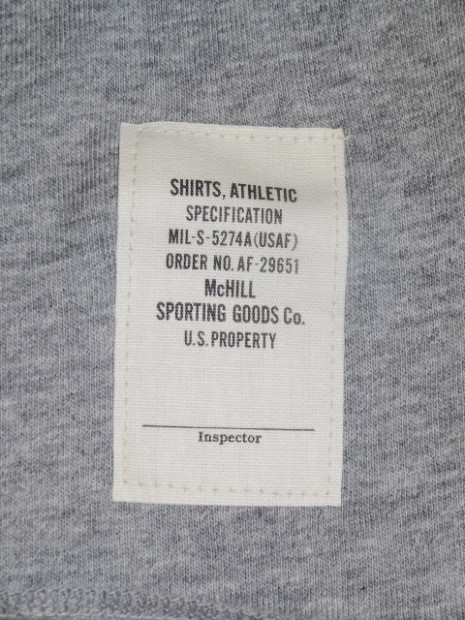 SHIRTS, ATHLETIC
SPECIFICATION
MIL-S-5274A(USAF)
ORDER NO. AF-29651
McHILL
SPORTING GOODS Co.
U.S. PROPERTY
Inspector